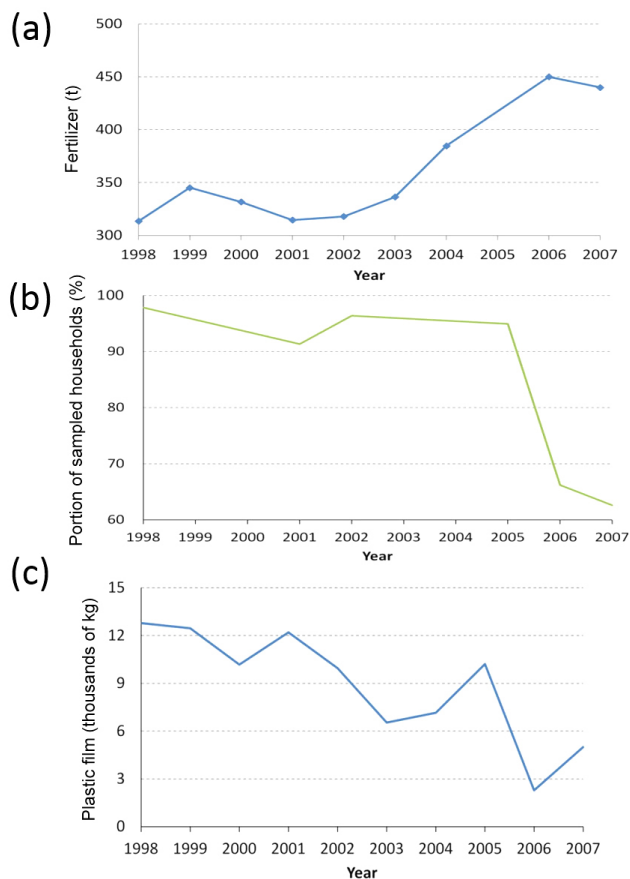 (a)
Fertilizer (t)
500
450
400
350
300
1998 1999 2000 2001 2002 2003 2004 2005 2006 2007
Year
(b)
Portion of sampled households (%)
100
90
80
70
60
1998 1999 2000 2001 2002 2003 2004 2005 2006 2007
Year
(c)
Plastic film (thousands of kg)
15
12
9
6
3
0
1998 1999 2000 2001 2002 2003 2004 2005 2006 2007
Year